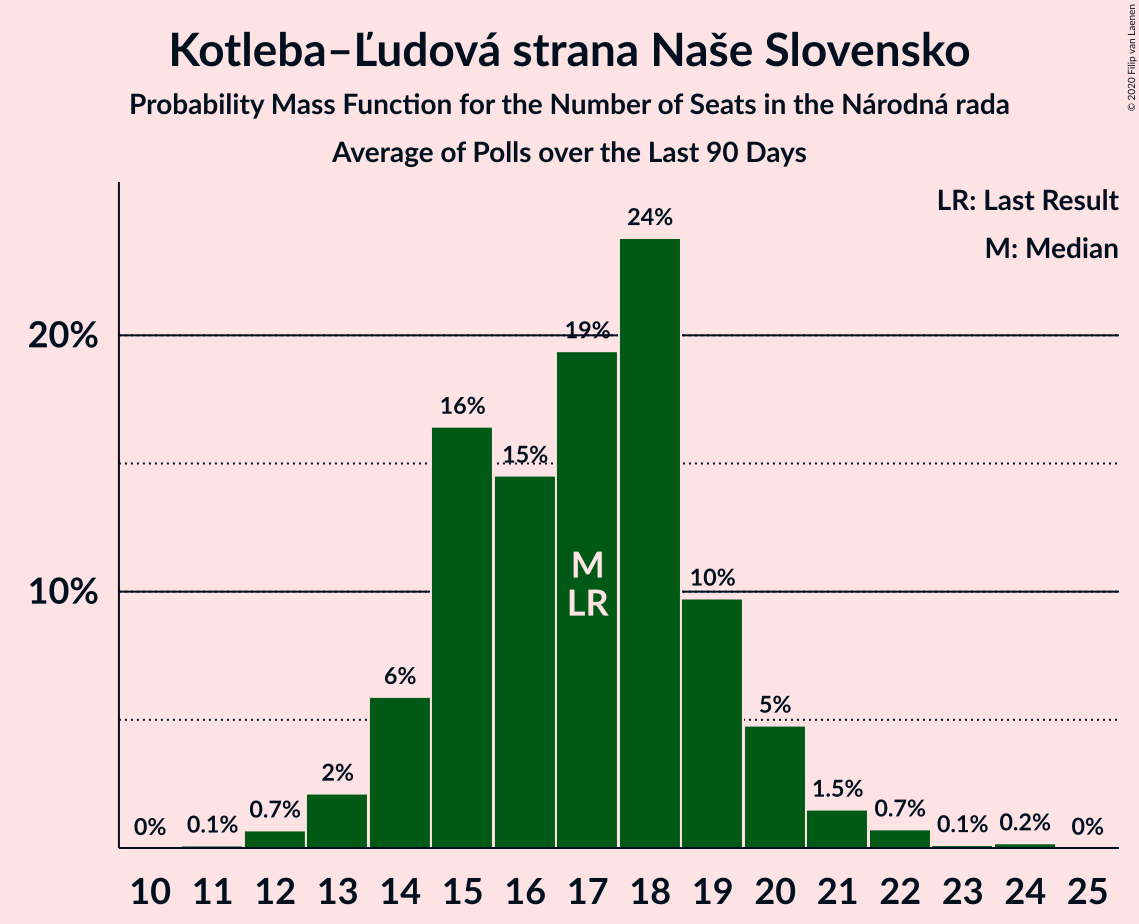 Kotleba–Ľudová strana Naše Slovensko
Probability Mass Function for the Number of Seats in the Národná rada
Average of Polls over the Last 90 Days
© 2020 Filip van Laenen
LR: Last Result
M: Median
20%
10%
0%
0.1%
0.7%
2%
6%
16%
15%
19%
24%
10%
5%
1.5%
0.7%
0.1%
0.2%
0%
M
LR
10 11 12 13 14 15 16 17 18 19 20 21 22 23 24 25